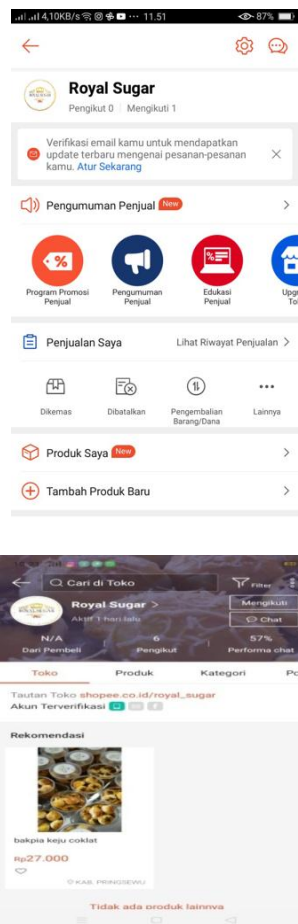 4,10KB/s ··· 11.51 87%
Royal Sugar
Pengikut 0 Mengikuti 1
Verifikasi email kamu untuk mendapatkan
update terbaru mengenai pesanan-pesanan
kamu. Atur Sekarang
Pengumuman Penjual New
Program Promosi
Penjual
Pengumuman
Penjual
Edukasi
Penjual
Upg
To
Penjualan Saya Lihat Riwayat Penjualan
Dikemas
Dibatalkan
Pengembalian
Barang/Dana
Lainnya
Produk Saya New
Tambah Produk Baru
Cari di Toko Filter
Royal Sugar > Mengikuti
Aktif 1 hari lalu Chat
N/A 6 57%
Dari Pembeli Pengikut Performa chat
Toko Produk Kategori Po
Tautan Toko shopee.co.id/royal_sugar
Akun Terverifikasi
Rekomendasi
bakpia keju coklat
Rp27.000
KAB. PRINGSEWU
Tidak ada produk lainnya